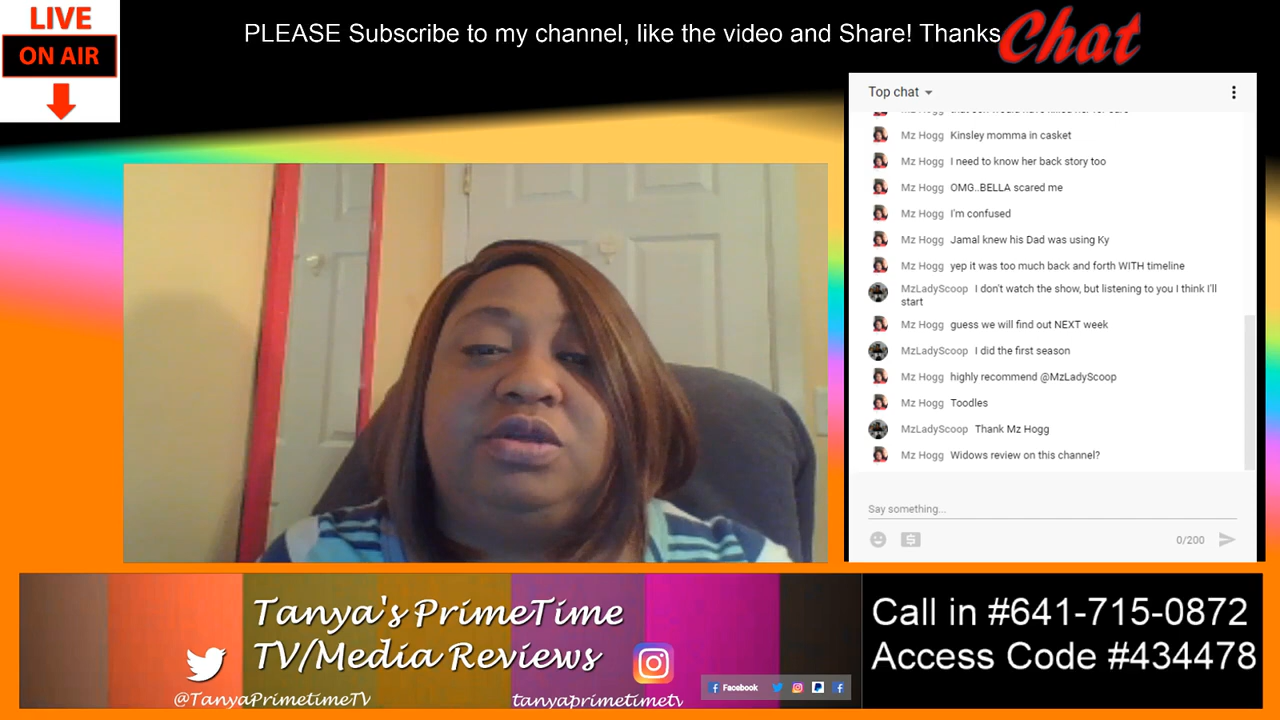 LIVE
ON AIR
PLEASE Subscribe to my channel, like the video and Share! Thanks
Chat
Top chat
Mz Hogg Kinsley momma in casket
Mz Hogg I need to know her back story too
Mz Hogg OMG..BELLA scared me
Mz Hogg I'm confused
Mz Hogg Jamal knew his Dad was using Ky
Mz Hogg yep it was too much back and forth WITH timeline
MzLadyScoop I don't watch the show, but listening to you I think I'll
start
Mz Hogg guess we will find out NEXT week
MzLadyScoop I did the first season
Mz Hogg highly recommend @MzLadyScoop
Mz Hogg Toodles
MzLadyScoop Thank Mz Hogg
Mz Hogg Widows review on this channel?
Say something...
0/200
Tanya's PrimeTime
TV/Media Reviews
@TanyaPrimetimeTV
tanyaprimetimetv
Facebook
Call in #641-715-0872
Access Code #434478